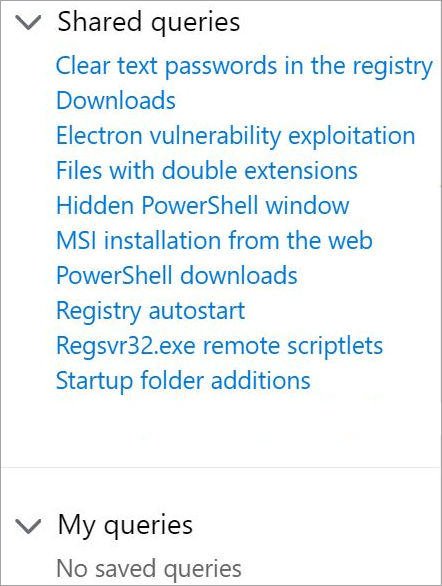 Shared queries
Clear text passwords in the registry
Downloads
Electron vulnerability exploitation
Files with double extensions
Hidden PowerShell window
MSI installation from the web
PowerShell downloads
Registry autostart
Regsvr32.exe remote scriptlets
Startup folder additions
My queries
No saved queries